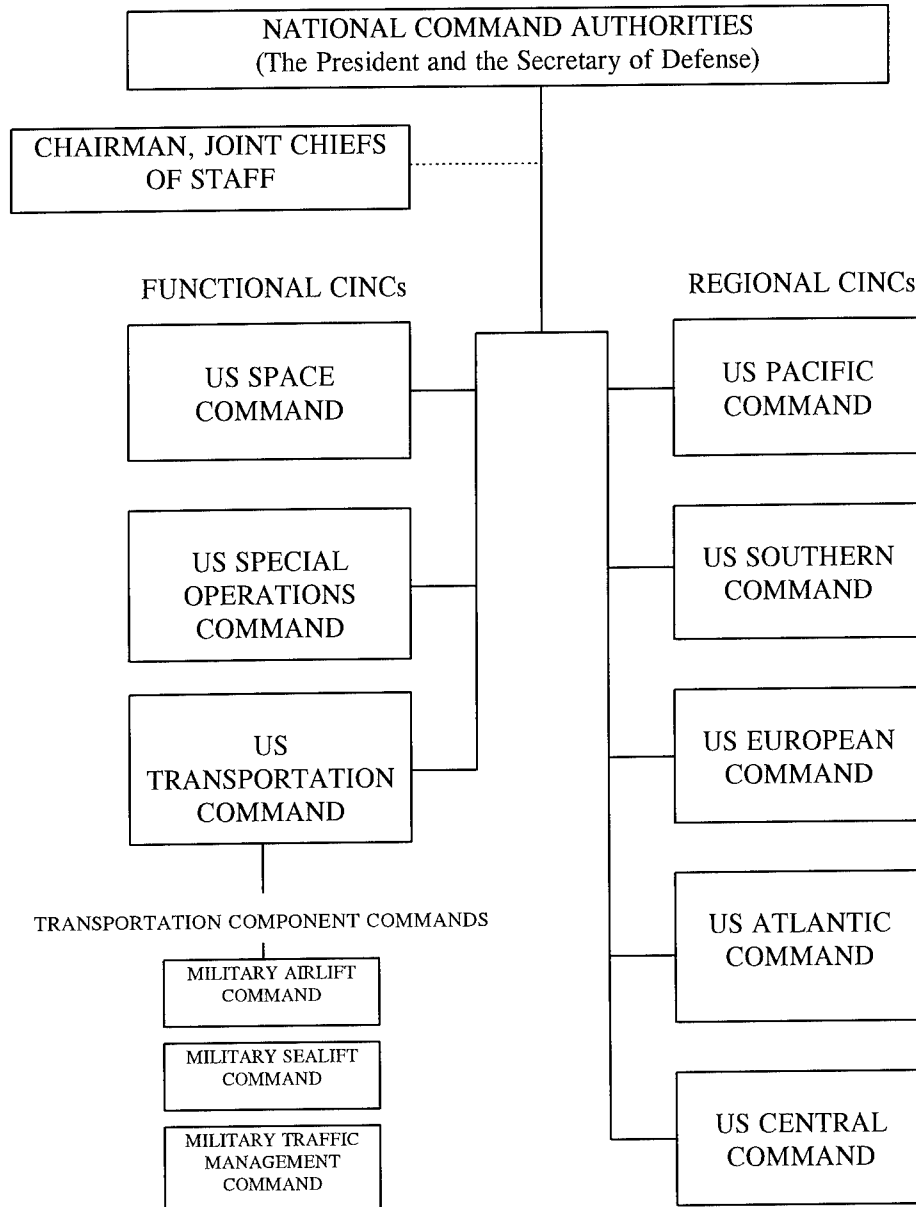 NATIONAL COMMAND AUTHORITIES
(The President and the Secretary of Defense)
CHAIRMAN, JOINT CHIEFS
OF STAFF
FUNCTIONAL CINCs
REGIONAL CINCs
US SPACE
COMMAND
US PACIFIC
COMMAND
US SPECIAL
OPERATIONS
COMMAND
US SOUTHERN
COMMAND
US
TRANSPORTATION
COMMAND
US EUROPEAN
COMMAND
TRANSPORTATION COMPONENT COMMANDS
US ATLANTIC
COMMAND
MILITARY AIRLIFT
COMMAND
MILITARY SEALIFT
COMMAND
MILITARY TRAFFIC
MANAGEMENT
COMMAND
US CENTRAL
COMMAND